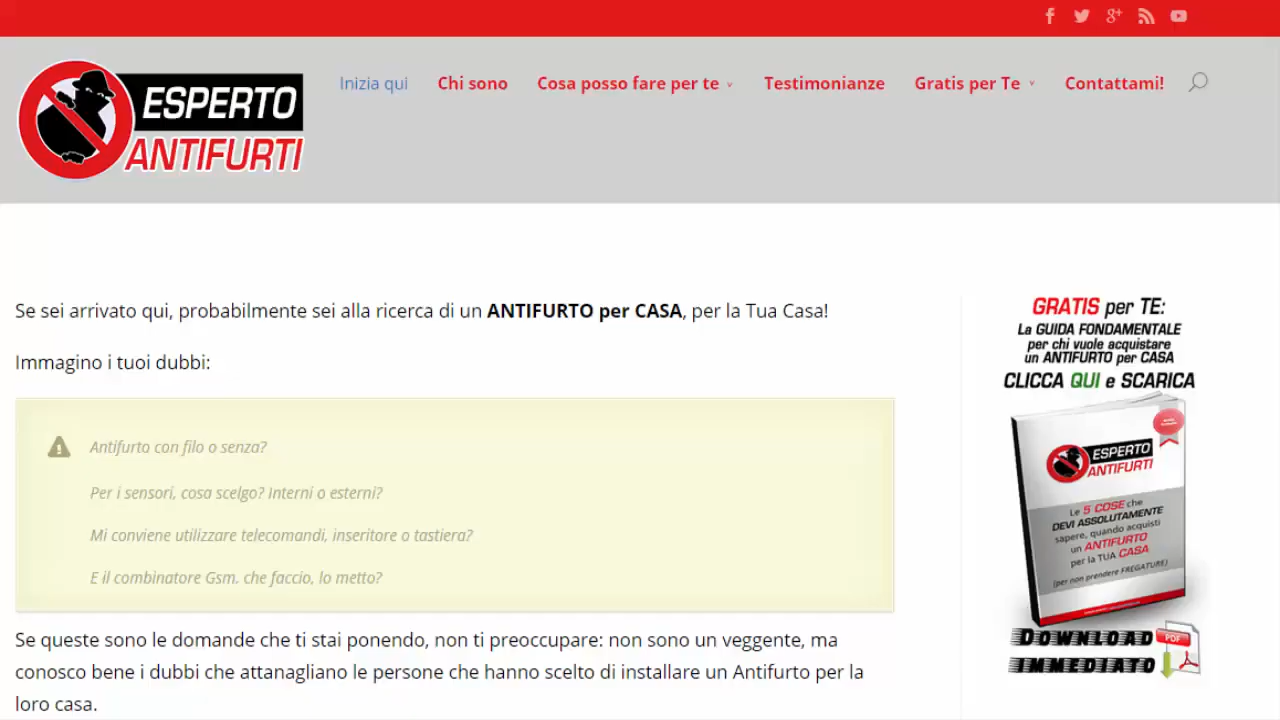 Inizia qui
Chi sono
Cosa posso fare per te
Testimonianze
Gratis per Te
Contattami!
ESPERTO
ANTIFURTI
Se sei arrivato qui, probabilmente sei alla ricerca di un ANTIFURTO per CASA, per la Tua Casa!
Immagino i tuoi dubbi:
Antifurto con filo o senza?
Per i sensori, cosa scelgo? Interni o esterni?
Mi conviene utilizzare telecomandi, inseritore o tastiera?
E il combinatore Gsm. che faccio, lo metto?
Se queste sono le domande che ti stai ponendo, non ti preoccupare: non sono un veggente, ma
conosco bene i dubbi che attanagliano le persone che hanno scelto di installare un Antifurto per la
loro casa.
GRATIS per TE:
La GUIDA FONDAMENTALE
per chi vuole acquistare
un ANTIFURTO per CASA
CLICCA QUI e SCARICA
ESPERTO
ANTIFURTI
Le 5 COSE che
DEVI ASSOLUTAMENTE
sapere, quando acquisti
un ANTIFURTO
per la TUA CASA
(per non prendere FREGATURE)
DOWNLOAD
IMMEDIATO
PDF